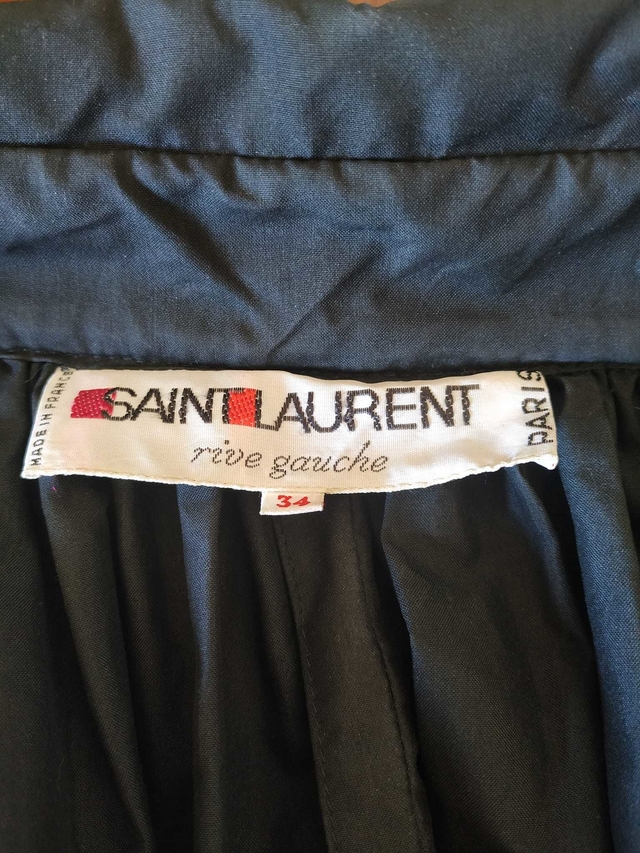 MADE IN FRANCE
SAINT LAURENT
rive gauche
PARIS
34